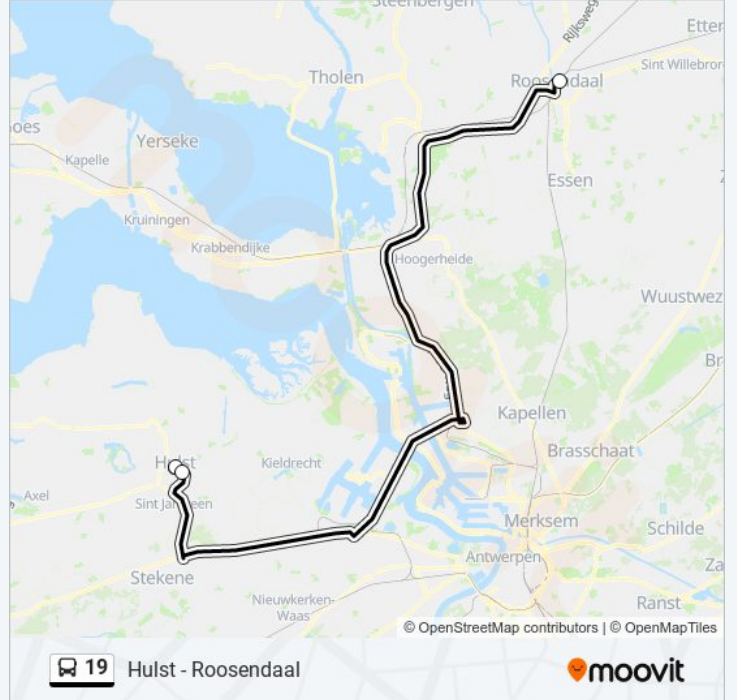 Steenbergen
Rijksweg
Etter
Tholen
Roosendaal
Sint Willebror
oes
Yerseke
Kapelle
Essen
Kruiningen
Krabbendijke
Hoogerheide
Wuustwez
Br
Kapellen
Brasschaat
Hulst
Kieldrecht
Axel
Sint Jansteen
Merksem
Schilde
Antwerpen
Stekene
Za
Nieuwkerken-
Waas
Ranst
© OpenStreetMap contributors | © OpenMapTiles
19 Hulst - Roosendaal
moovit